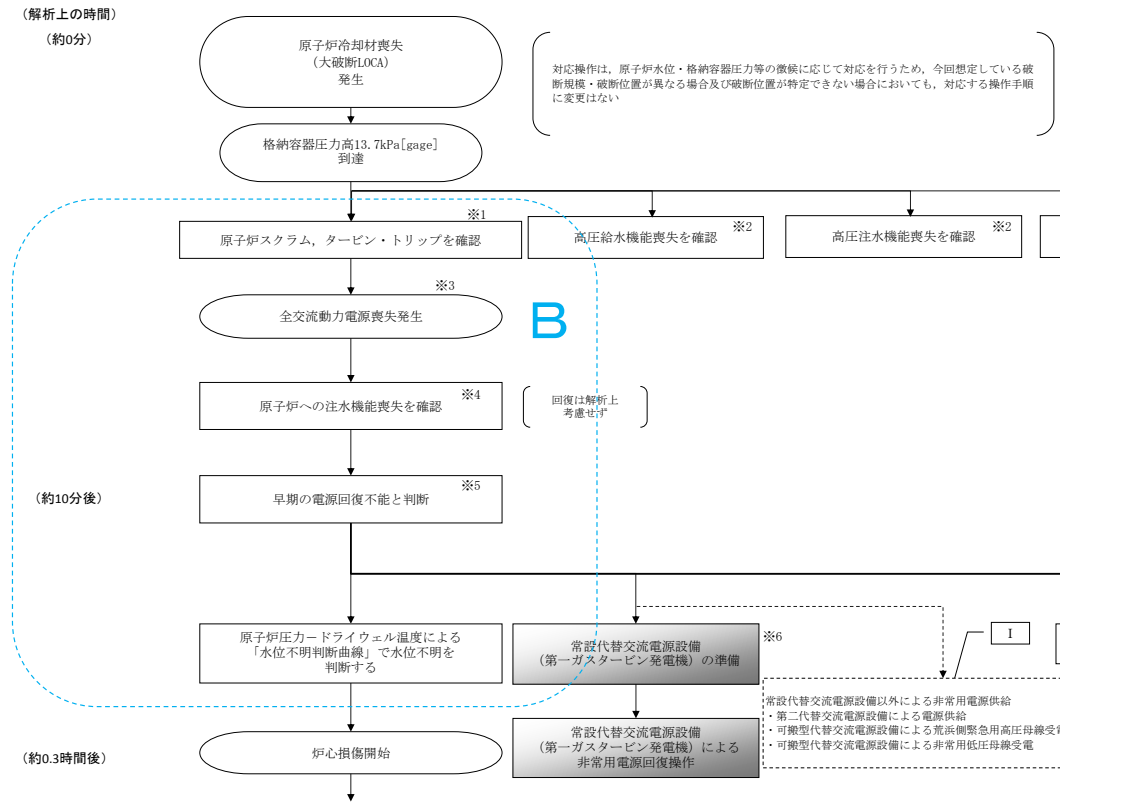 (解析上の時間)
(約0分)
原子炉冷却材喪失
(大破断LOCA)
発生
対応操作は，原子炉水位・格納容器圧力等の徴候に応じて対応を行うため，今回想定している破
断規模・破断位置が異なる場合及び破断位置が特定できない場合においても，対応する操作手順
に変更はない
格納容器圧力高13.7kPa[gage]
到達
※1
原子炉スクラム，タービン・トリップを確認
※2
高圧給水機能喪失を確認
※2
高圧注水機能喪失を確認
※3
全交流動力電源喪失発生
B
※4
原子炉への注水機能喪失を確認
回復は解析上
考慮せず
(約10分後)
※5
早期の電源回復不能と判断
原子炉圧力－ドライウェル温度による
「水位不明判断曲線」で水位不明を
判断する
常設代替交流電源設備
(第一ガスタービン発電機) の準備
※6
I
常設代替交流電源設備以外による非常用電源供給
・第二代替交流電源設備による電源供給
・可搬型代替交流電源設備による荒浜側緊急用高圧母線受
・可搬型代替交流電源設備による非常用低圧母線受電
(約0.3時間後)
炉心損傷開始
常設代替交流電源設備
(第一ガスタービン発電機) による
非常用電源回復操作